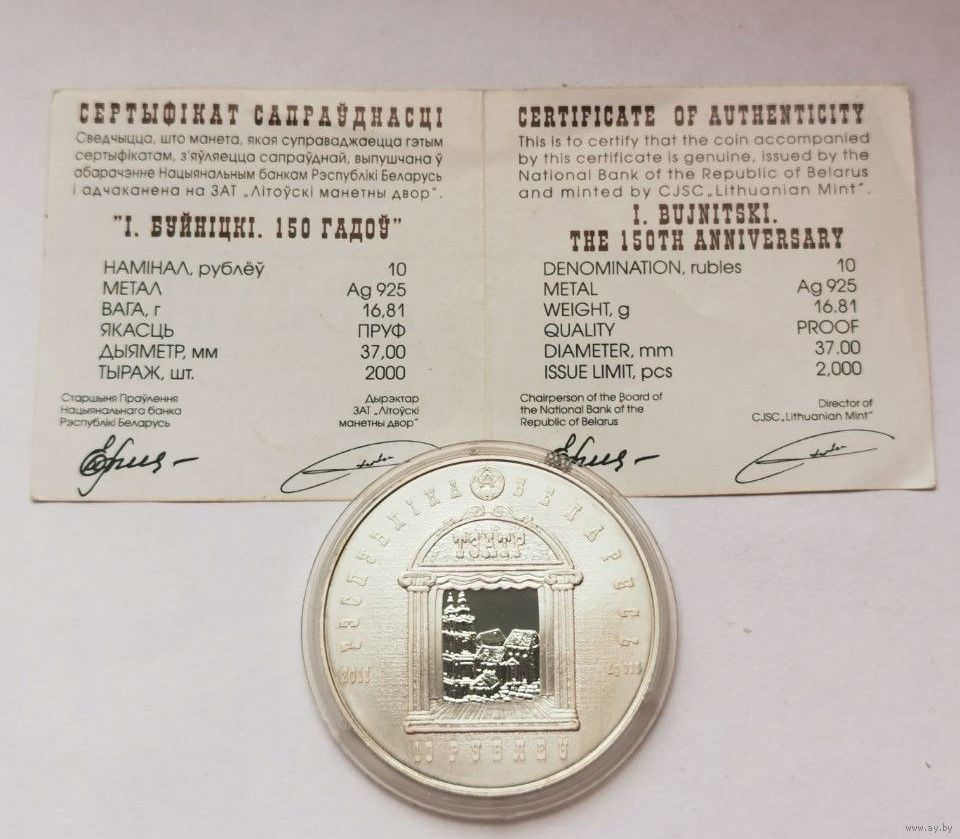 СЕРТЫФІКАТ САПРАЎДНАСЦІ
Сведчыцца, што манета, якая суправаджаецца гэтым
сертыфікатам, з'яўляецца сапраўднай, выпушчана ў
абарачэнне Нацыянальным банкам Рэспублікі Беларусь
і адчаканена на ЗАТ „Літоўскі манетны двор”.
"І. БУЙНІЦКІ. 150 ГАДОЎ"
НАМІНАЛ, рублёў 10
МЕТАЛ Ag 925
ВАГА, г 16,81
ЯКАСЦЬ ПРУФ
ДЫЯМЕТР, мм 37,00
ТЫРАЖ, шт. 2000
Старшыня Праўлення
Нацыянальнага банка
Рэспублікі Беларусь
Дырэктар
ЗАТ „Літоўскі
манетны двор”
CERTIFICATE OF AUTHENTICITY
This is to certify that the coin accompanied
by this certificate is genuine, issued by the
National Bank of the Republic of Belarus
and minted by CJSC „Lithuanian Mint”.
I. BUJNITSKI.
THE 150TH ANNIVERSARY
DENOMINATION, rubles 10
METAL Ag 925
WEIGHT, g 16.81
QUALITY PROOF
DIAMETER, mm 37.00
ISSUE LIMIT, pcs 2,000
Chairperson of the Board of
the National Bank of the
Republic of Belarus
Director of
CJSC „Lithuanian Mint”
РЭСПУБЛІКА БЕЛАРУСЬ
ТЭАТР
2011
Ag 925
10 РУБЛЁЎ
www.ay.by